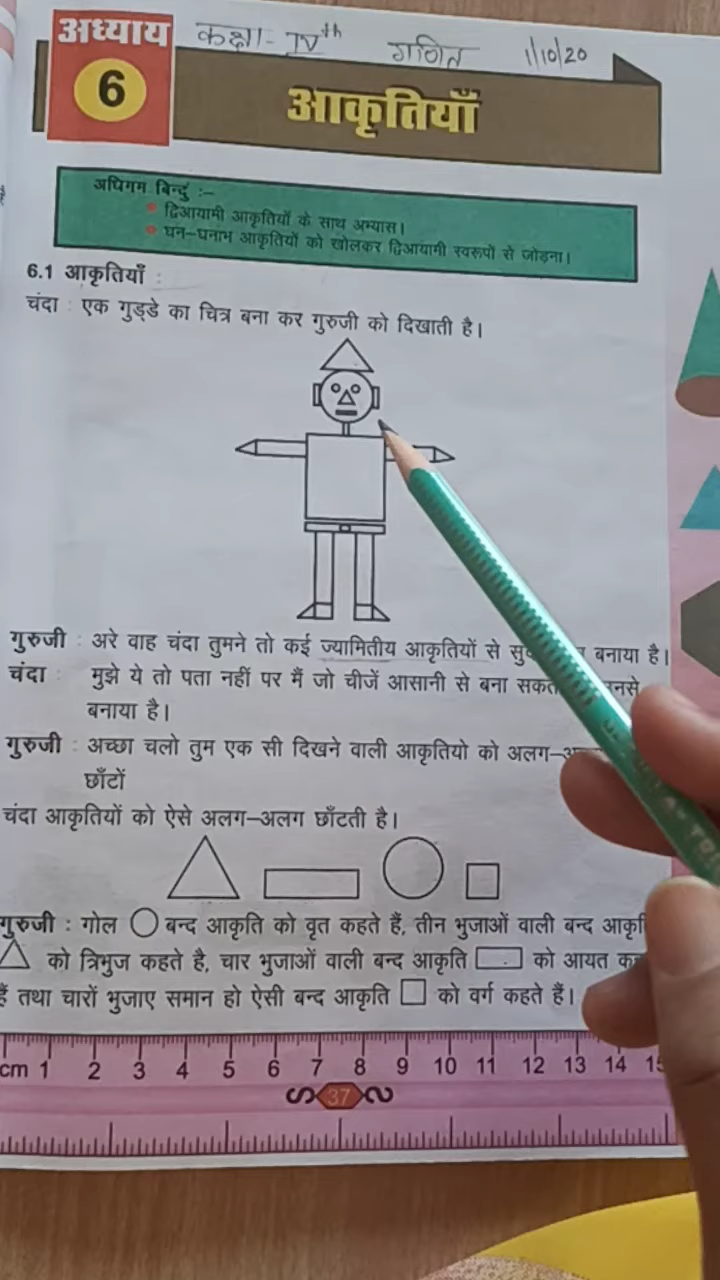 अध्याय
6
कक्षा- IVth गणित 1/10/20
आकृतियाँ
अधिगम बिन्दु :–
द्विआयामी आकृतियों के साथ अभ्यास।
घन–घनाभ आकृतियों को खोलकर द्विआयामी स्वरूपों से जोड़ना।
6.1 आकृतियाँ :
चंदा : एक गुड्डे का चित्र बना कर गुरुजी को दिखाती है।
गुरुजी : अरे वाह चंदा तुमने तो कई ज्यामितीय आकृतियों से बनाया है।
चंदा : मुझे ये तो पता नहीं पर मैं जो चीजें आसानी से बना
बनाया है।
गुरुजी : अच्छा चलो तुम एक सी दिखने वाली आकृतियो को
छाँटों
चंदा आकृतियों को ऐसे अलग–अलग छाँटती है।
गुरुजी : गोल बन्द आकृति को वृत कहते हैं, तीन भुजाओं वाली बन्द
को त्रिभुज कहते है, चार भुजाओं वाली बन्द आकृति को आयत
हैं तथा चारों भुजाए समान हो ऐसी बन्द आकृति को वर्ग कहते हैं।
cm 1 2 3 4 5 6 7 8 9 10 11 12 13 14
37